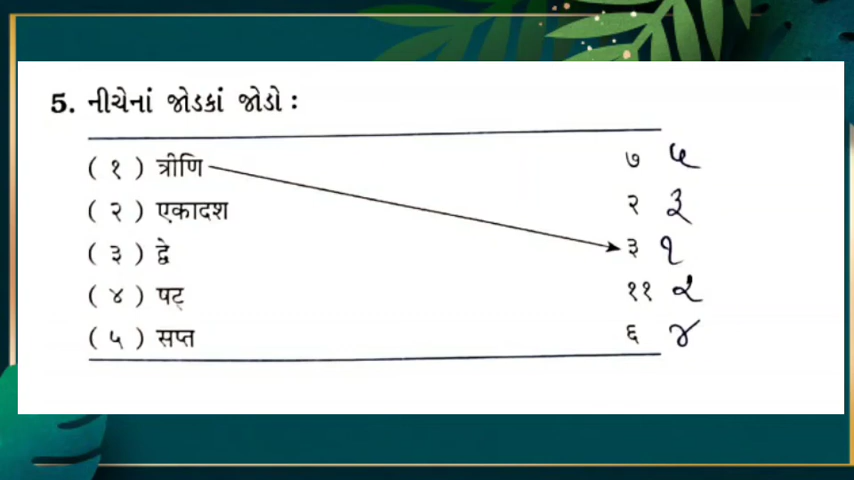 5. નીચેનાં જોડકાં જોડો :
( १ ) त्रीणि ७ ५
( २ ) एकादश २ ३
( ३ ) द्वे ३ १
( ४ ) षट् ११ २
( ५ ) सप्त ६ ४